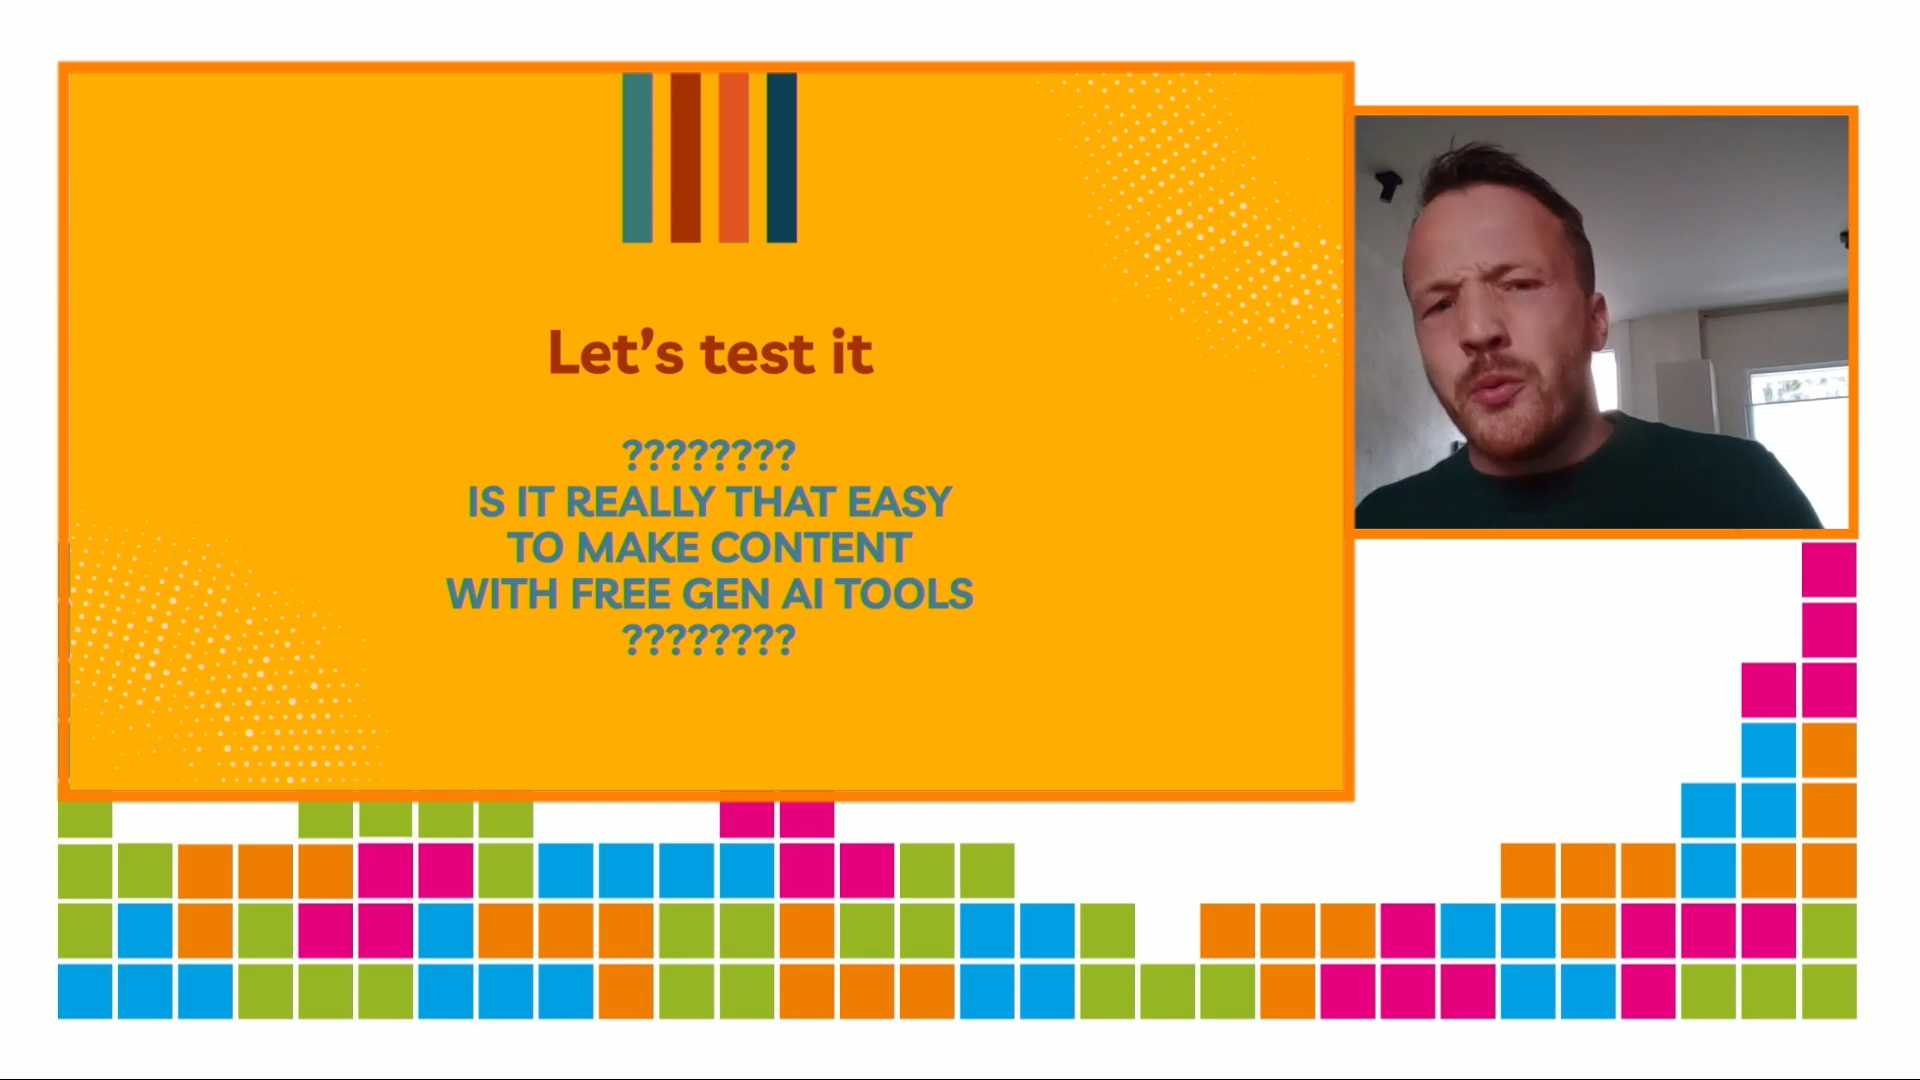 Let’s test it
????????
IS IT REALLY THAT EASY
TO MAKE CONTENT
WITH FREE GEN AI TOOLS
????????